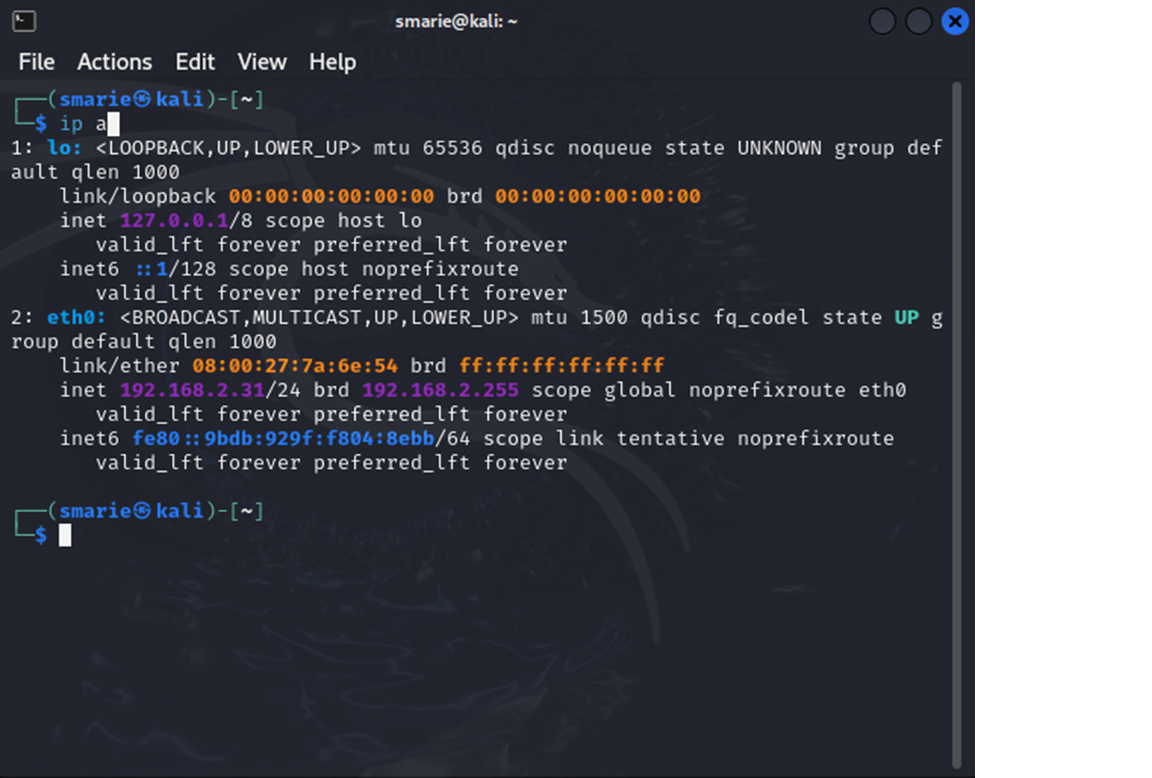 smarie@kali: ~
File Actions Edit View Help
┌──(smarie㉿kali)-[~]
└─$ ip a
1: lo: <LOOPBACK,UP,LOWER_UP> mtu 65536 qdisc noqueue state UNKNOWN group def
ault qlen 1000
    link/loopback 00:00:00:00:00:00 brd 00:00:00:00:00:00
    inet 127.0.0.1/8 scope host lo
       valid_lft forever preferred_lft forever
    inet6 ::1/128 scope host noprefixroute
       valid_lft forever preferred_lft forever
2: eth0: <BROADCAST,MULTICAST,UP,LOWER_UP> mtu 1500 qdisc fq_codel state UP g
roup default qlen 1000
    link/ether 08:00:27:7a:6e:54 brd ff:ff:ff:ff:ff:ff
    inet 192.168.2.31/24 brd 192.168.2.255 scope global noprefixroute eth0
       valid_lft forever preferred_lft forever
    inet6 fe80::9bdb:929f:f804:8ebb/64 scope link tentative noprefixroute
       valid_lft forever preferred_lft forever
┌──(smarie㉿kali)-[~]
└─$